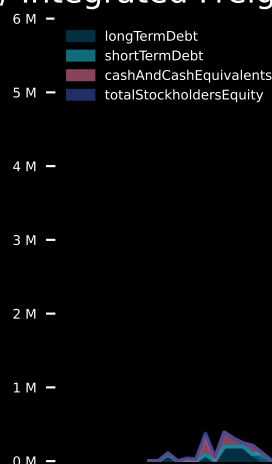 / Integrated Freig
6 M
longTermDebt
shortTermDebt
cashAndCashEquivalents
totalStockholdersEquity
5 M
4 M
3 M
2 M
1 M
0 M